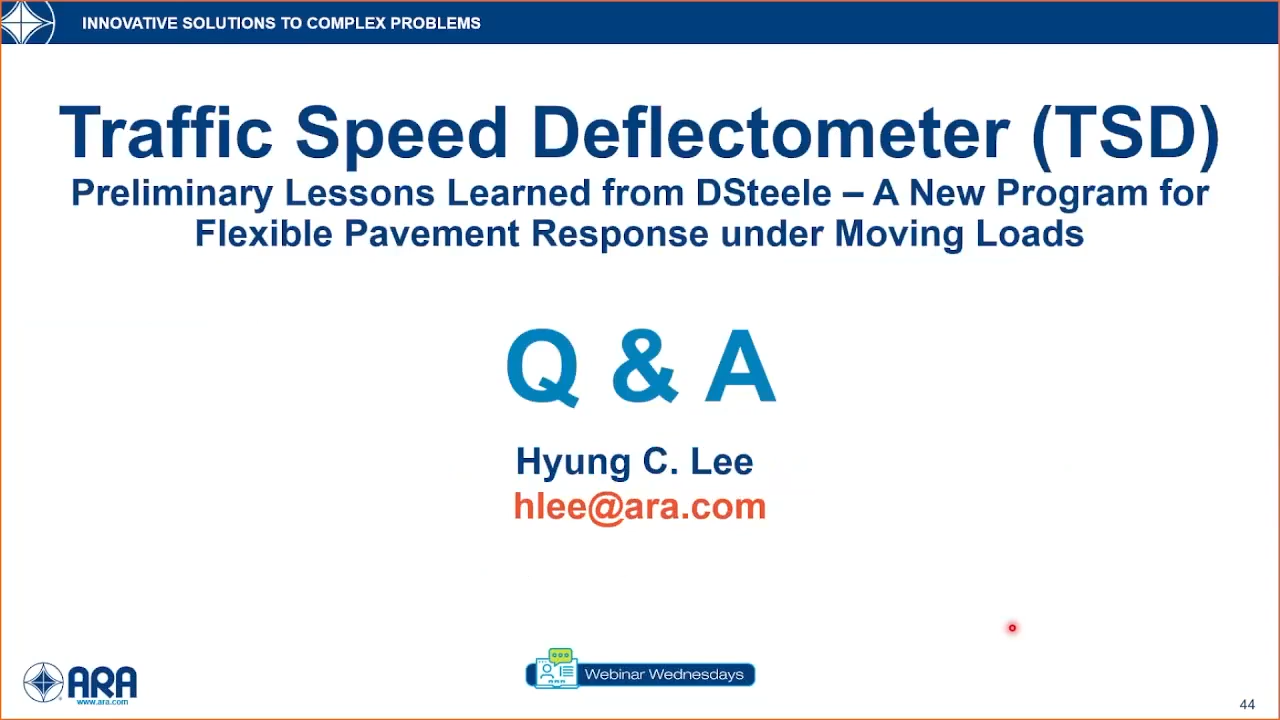 INNOVATIVE SOLUTIONS TO COMPLEX PROBLEMS
Traffic Speed Deflectometer (TSD)
Preliminary Lessons Learned from DSteele – A New Program for
Flexible Pavement Response under Moving Loads
Q & A
Hyung C. Lee
hlee@ara.com
ARA
www.ara.com
ARA
Webinar Wednesdays
44